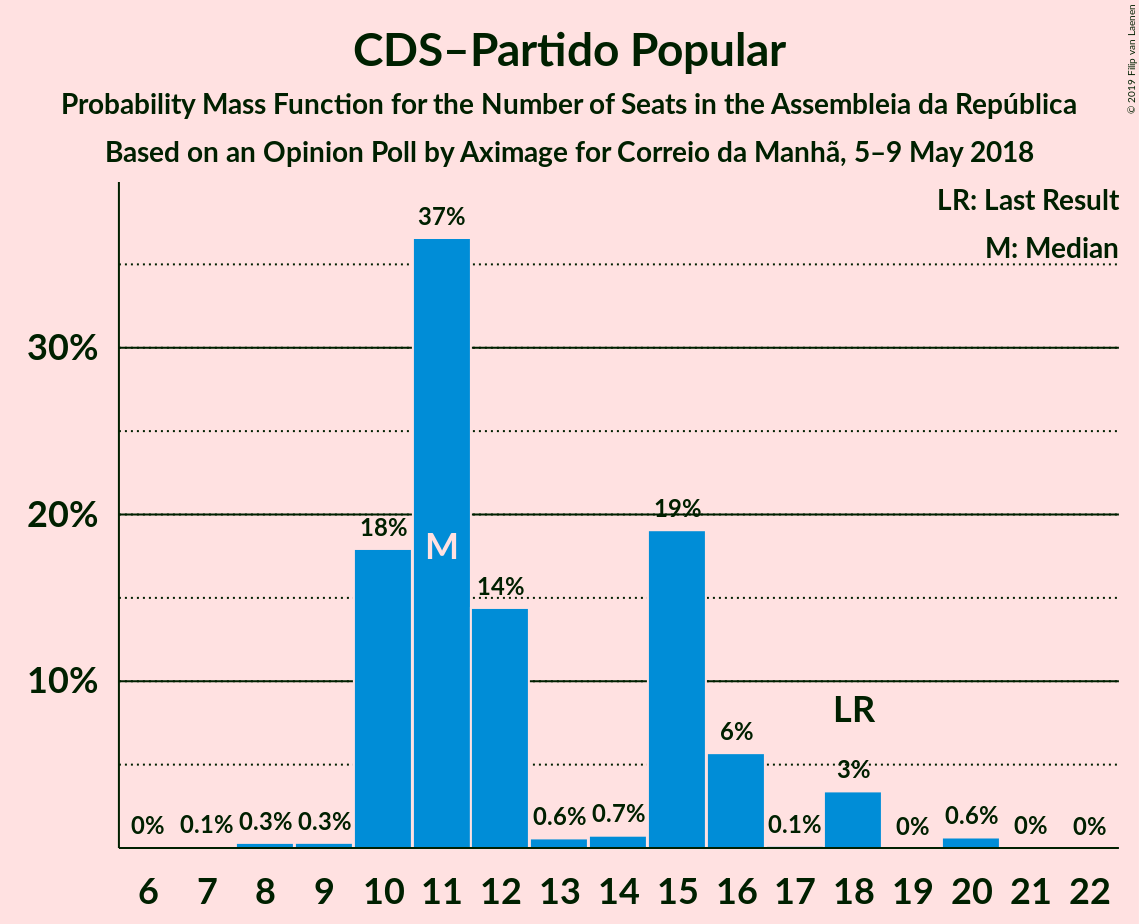 CDS–Partido Popular
Probability Mass Function for the Number of Seats in the Assembleia da República
Based on an Opinion Poll by Aximage for Correio da Manhã, 5–9 May 2018
© 2019 Filip van Laenen
LR: Last Result
M: Median
30%
20%
10%
0%
0.1%
0.3%
0.3%
18%
37%
M
14%
0.6%
0.7%
19%
6%
0.1%
LR
3%
0%
0.6%
0%
0%
6 7 8 9 10 11 12 13 14 15 16 17 18 19 20 21 22